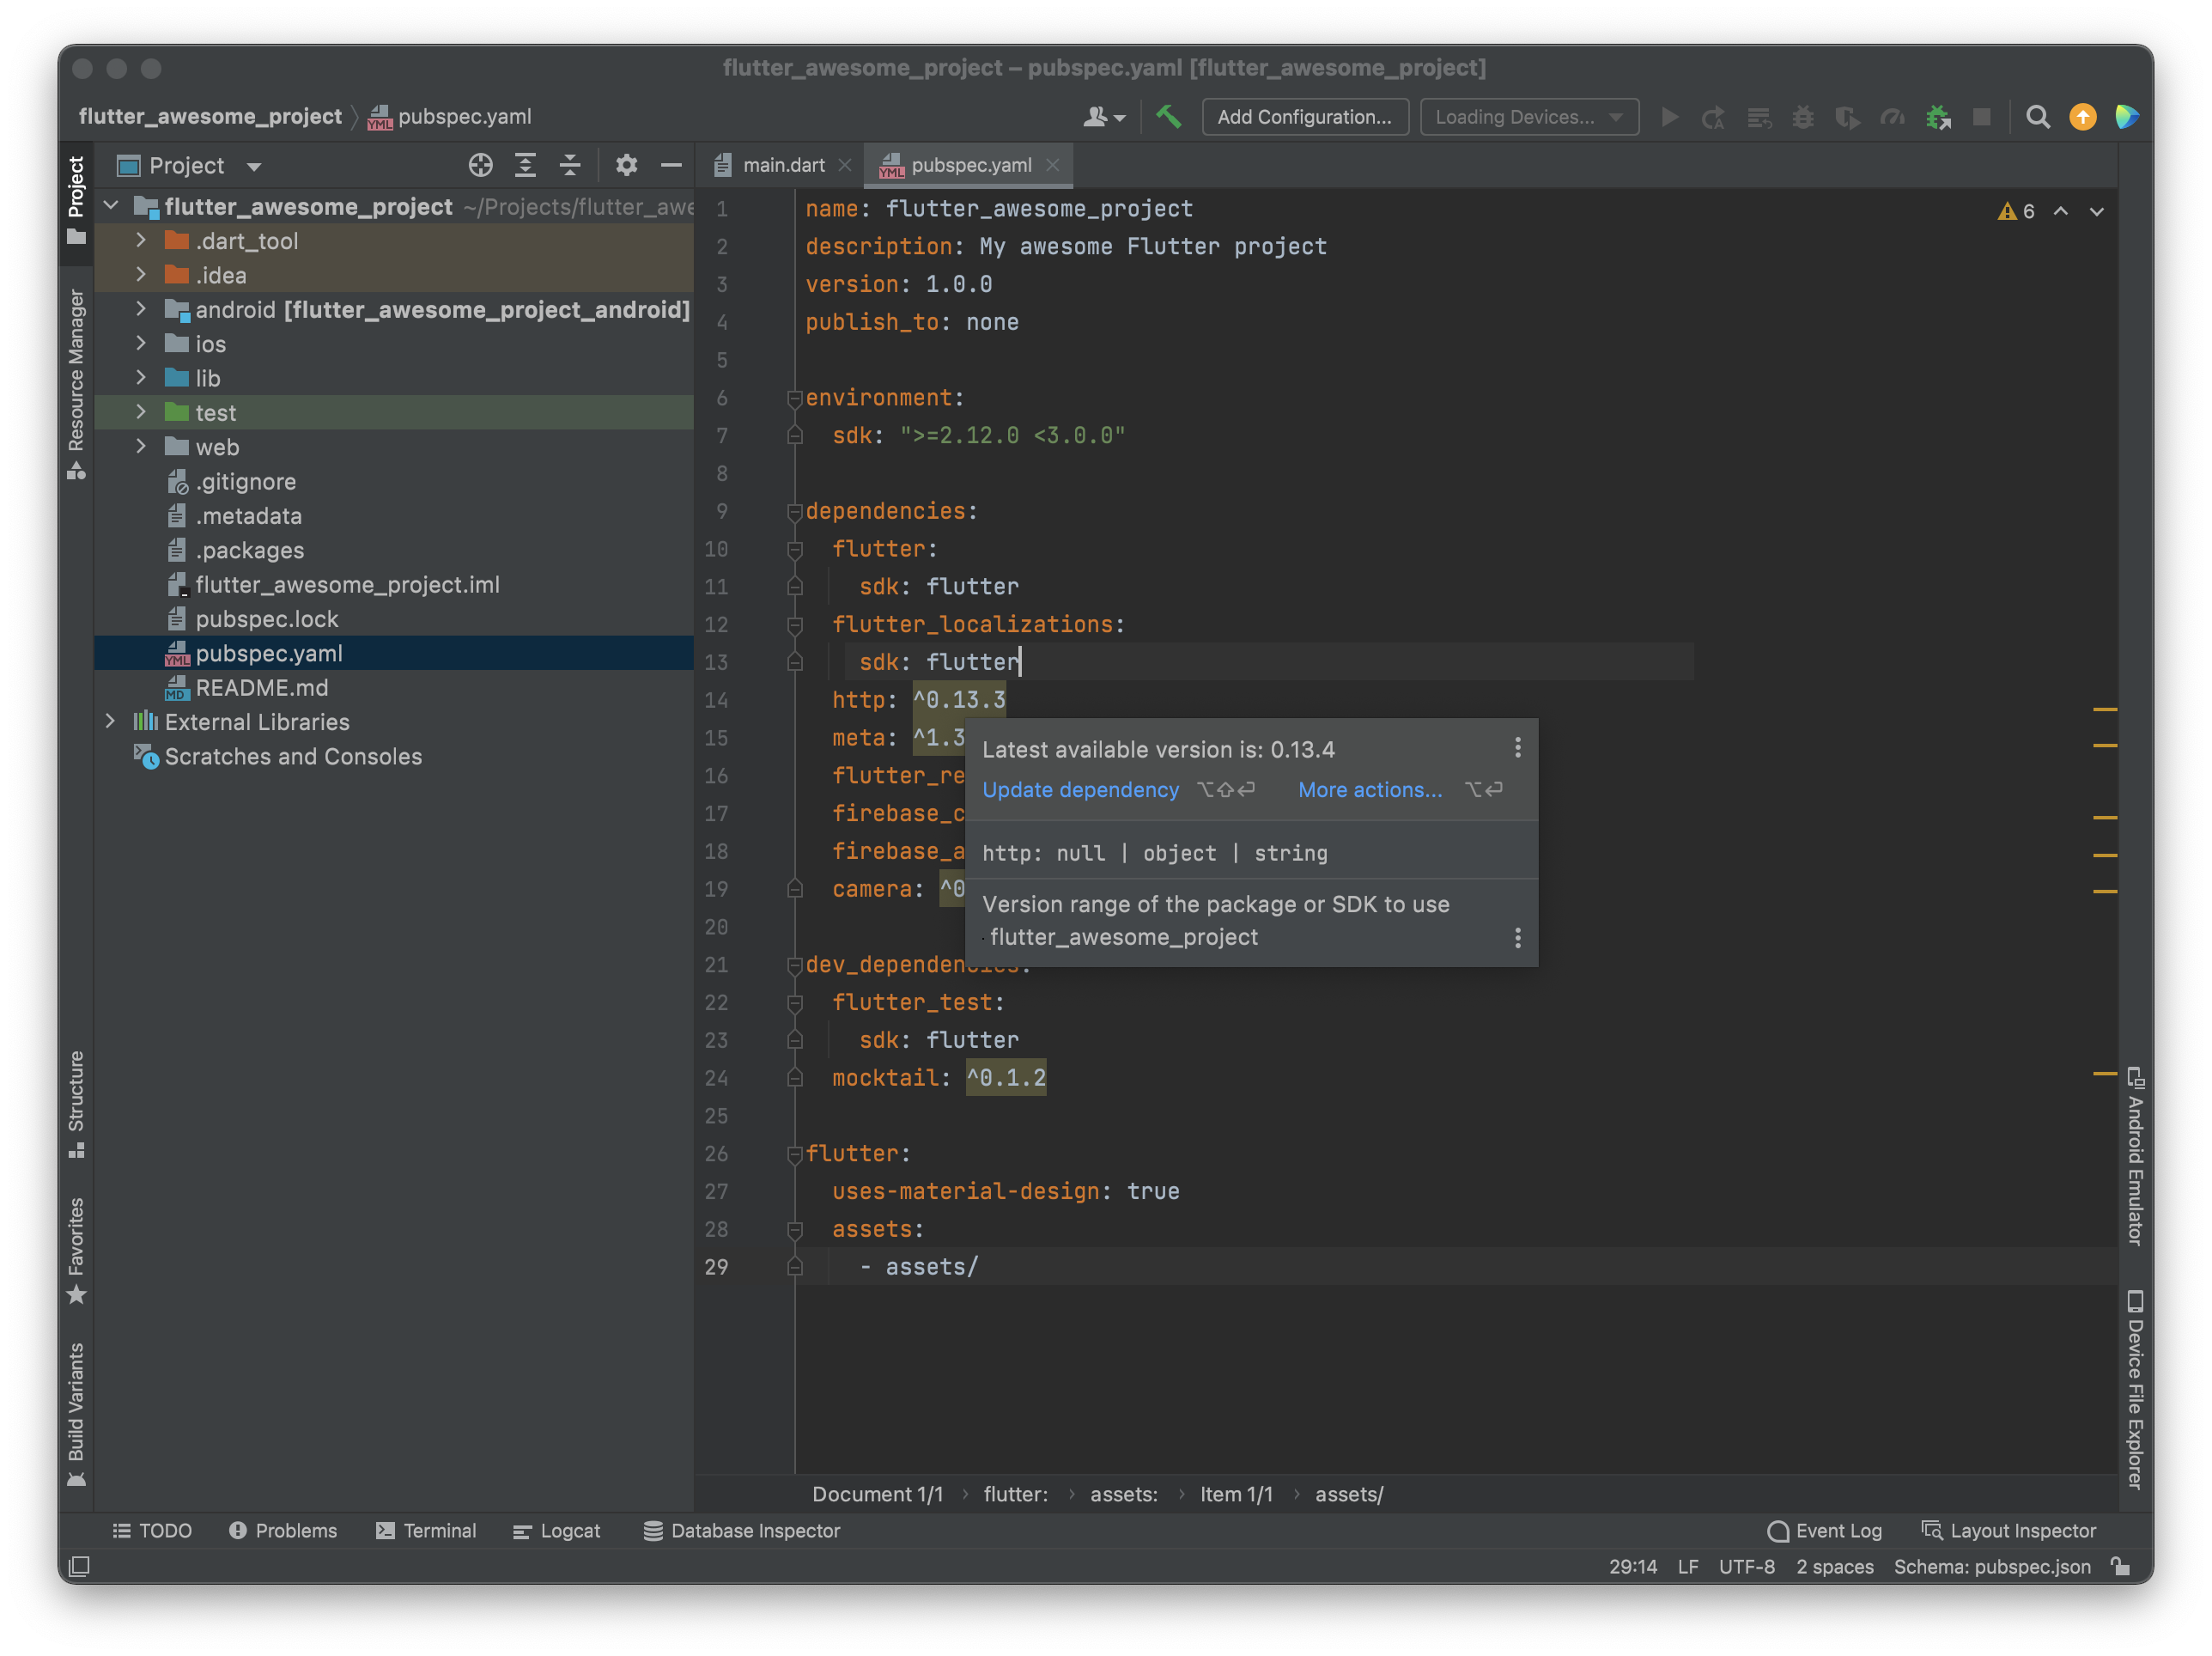 flutter_awesome_project – pubspec.yaml [flutter_awesome_project]
flutter_awesome_project pubspec.yaml
Add Configuration...
Loading Devices...
Project
main.dart
pubspec.yaml
Project
Resource Manager
Structure
Favorites
Build Variants
flutter_awesome_project ~/Projects/flutter_awe
.dart_tool
.idea
android [flutter_awesome_project_android]
ios
lib
test
web
.gitignore
.metadata
.packages
flutter_awesome_project.iml
pubspec.lock
pubspec.yaml
README.md
External Libraries
Scratches and Consoles
6
1 name: flutter_awesome_project
2 description: My awesome Flutter project
3 version: 1.0.0
4 publish_to: none
5
6 environment:
7 sdk: ">=2.12.0 <3.0.0"
8
9 dependencies:
10 flutter:
11 sdk: flutter
12 flutter_localizations:
13 sdk: flutter
14 http: ^0.13.3
15 meta: ^1.3
16 flutter_re
17 firebase_c
18 firebase_a
19 camera: ^0
20
21 dev_dependencies:
22 flutter_test:
23 sdk: flutter
24 mocktail: ^0.1.2
25
26 flutter:
27 uses-material-design: true
28 assets:
29 - assets/
Latest available version is: 0.13.4
Update dependency ⌥⇧⏎ More actions... ⌥⏎
http: null | object | string
Version range of the package or SDK to use
flutter_awesome_project
Android Emulator
Device File Explorer
Document 1/1 › flutter: › assets: › Item 1/1 › assets/
TODO Problems Terminal Logcat Database Inspector Event Log Layout Inspector
29:14 LF UTF-8 2 spaces Schema: pubspec.json